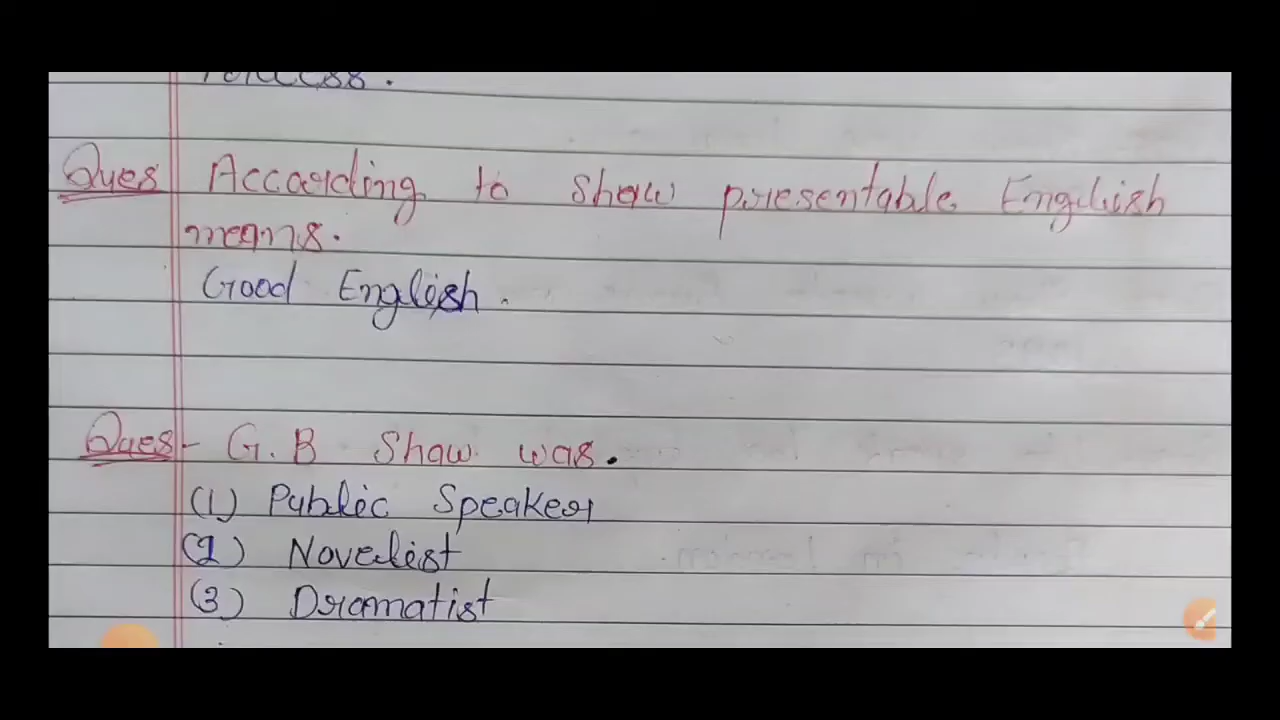 Ques According to Shaw presentable English
means.
Good English.
Ques- G.B Shaw was.
(1) Public Speaker
(2) Novelist
(3) Dramatist